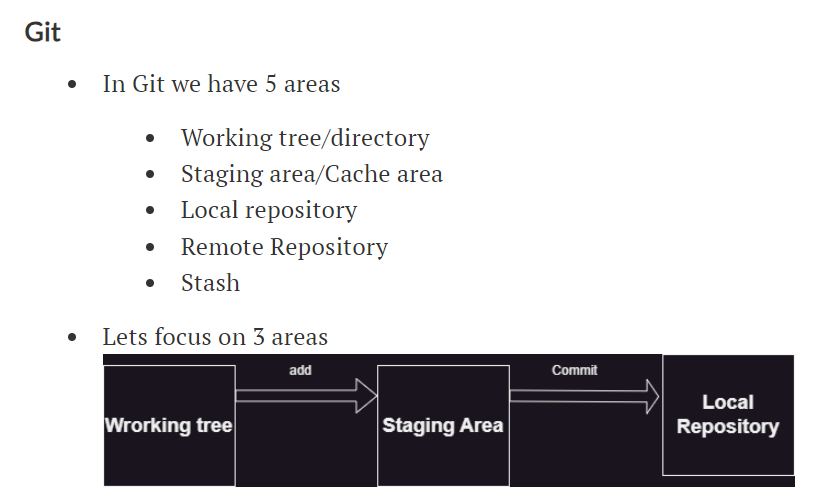 Git
In Git we have 5 areas
Working tree/directory
Staging area/Cache area
Local repository
Remote Repository
Stash
Lets focus on 3 areas
add
Commit
Wrorking tree
Staging Area
Local
Repository